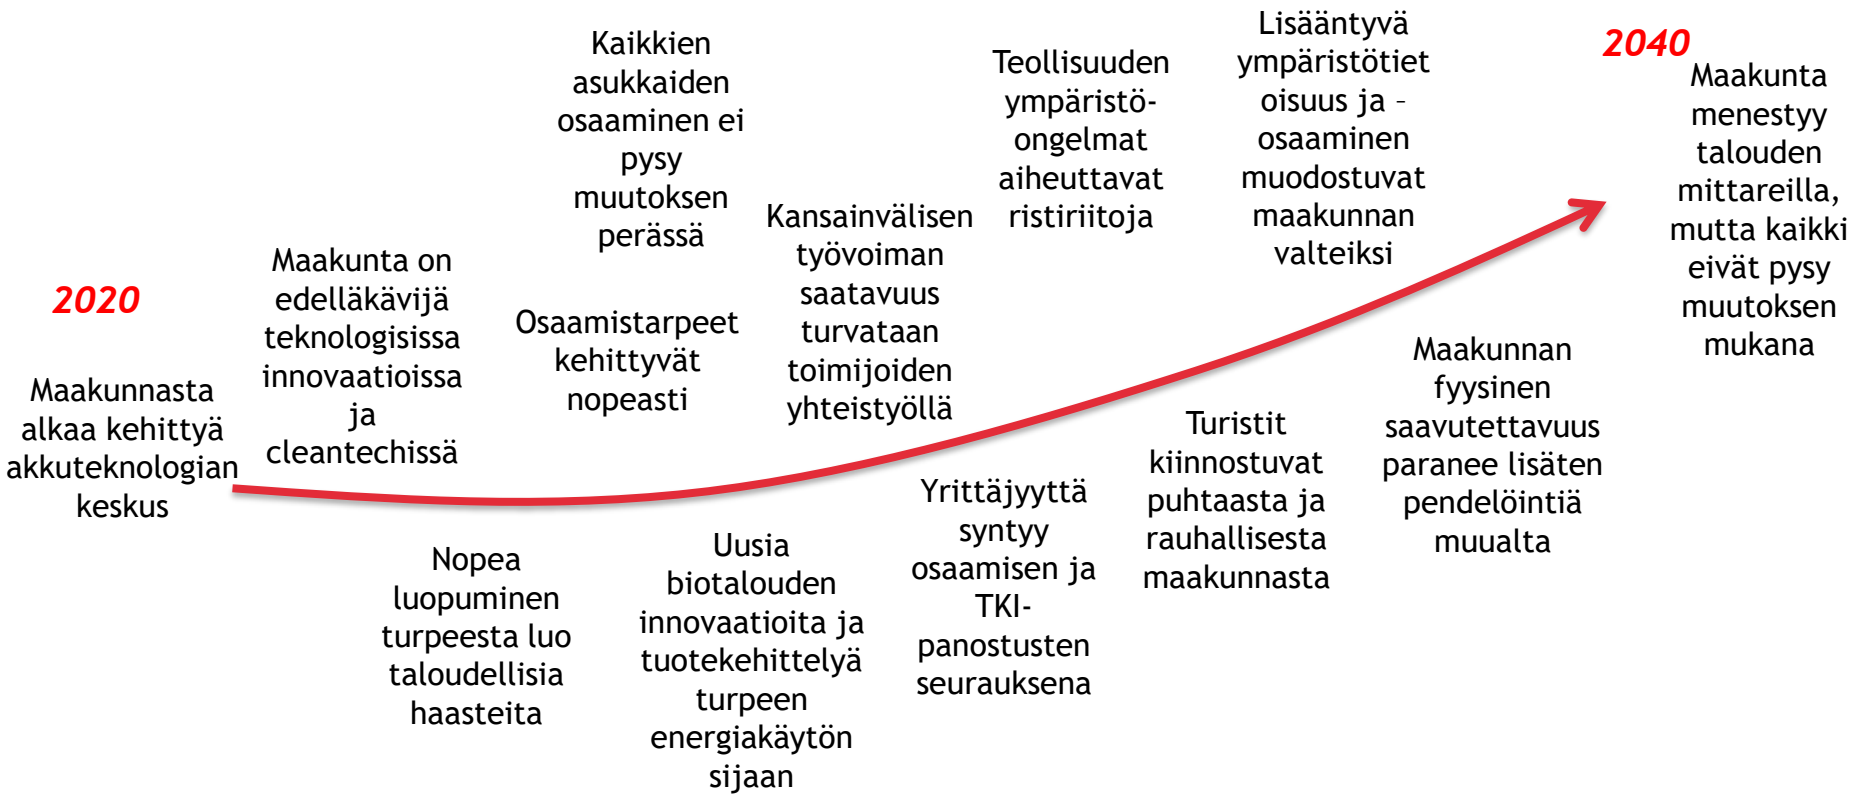 2020
Maakunnasta
alkaa kehittyä
akkuteknologian
keskus
Maakunta on
edelläkävijä
teknologisissa
innovaatioissa
ja
cleantechissä
Nopea
luopuminen
turpeesta luo
taloudellisia
haasteita
Kaikkien
asukkaiden
osaaminen ei
pysy
muutoksen
perässä
Osaamistarpeet
kehittyvät
nopeasti
Uusia
biotalouden
innovaatioita ja
tuotekehittelyä
turpeen
energiakäytön
sijaan
Kansainvälisen
työvoiman
saatavuus
turvataan
toimijoiden
yhteistyöllä
Yrittäjyyttä
syntyy
osaamisen ja
TKI-
panostusten
seurauksena
Teollisuuden
ympäristö-
ongelmat
aiheuttavat
ristiriitoja
Turistit
kiinnostuvat
puhtaasta ja
rauhallisesta
maakunnasta
Lisääntyvä
ympäristötiet
oisuus ja –
osaaminen
muodostuvat
maakunnan
valteiksi
Maakunnan
fyysinen
saavutettavuus
paranee lisäten
pendelöintiä
muualta
2040
Maakunta
menestyy
talouden
mittareilla,
mutta kaikki
eivät pysy
muutoksen
mukana